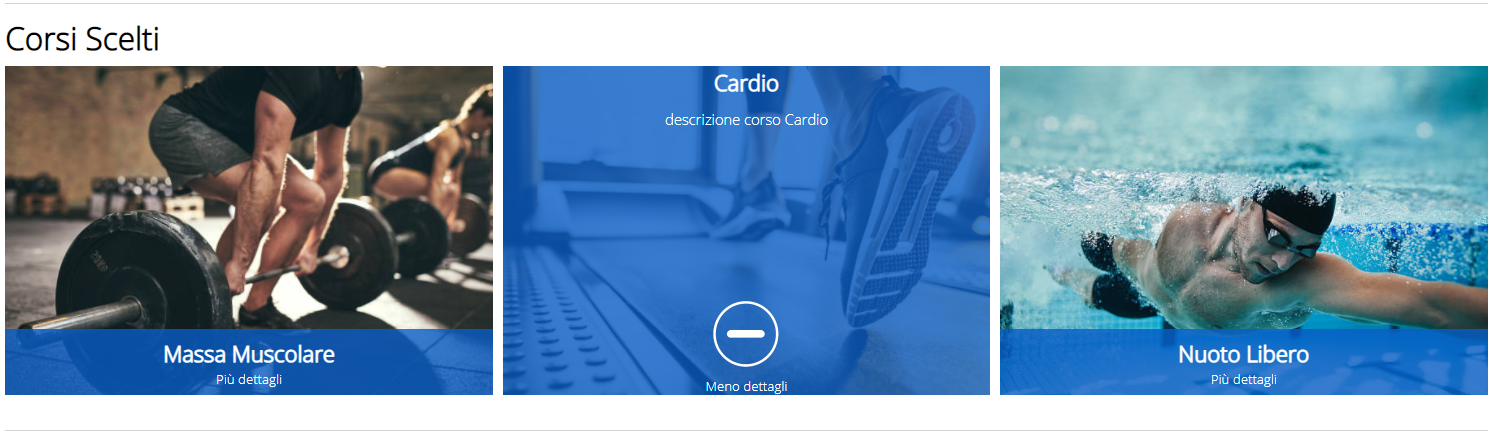 Corsi Scelti
Massa Muscolare
Più dettagli
Cardio
descrizione corso Cardio
Meno dettagli
Nuoto Libero
Più dettagli